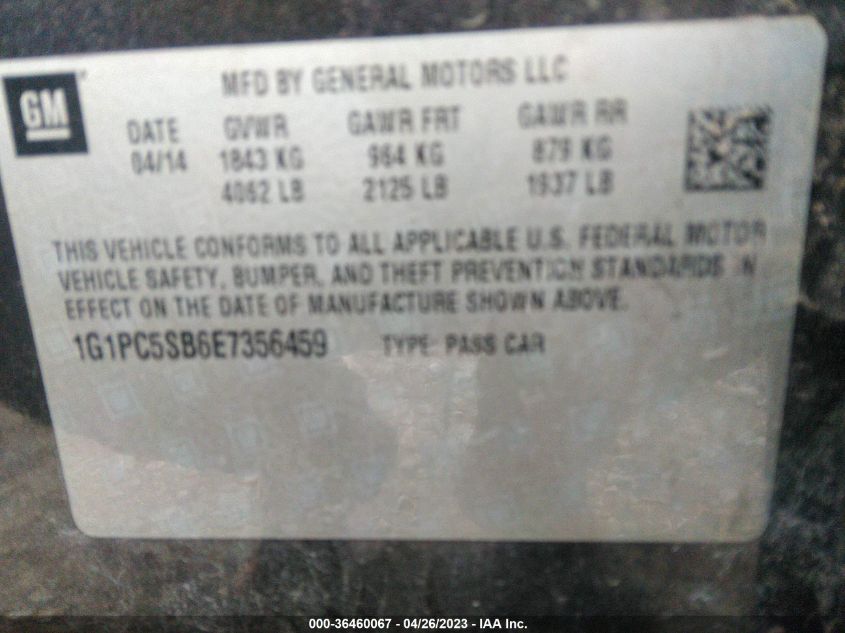 GM
MFD BY GENERAL MOTORS LLC
DATE GVWR GAWR FRT GAWR RR
04/14 1843 KG 964 KG 879 KG
4062 LB 2125 LB 1937 LB
THIS VEHICLE CONFORMS TO ALL APPLICABLE U.S. FEDERAL MOTOR
VEHICLE SAFETY, BUMPER, AND THEFT PREVENTION STANDARDS IN
EFFECT ON THE DATE OF MANUFACTURE SHOWN ABOVE.
1G1PC5SB6E7356459 TYPE: PASS CAR
000-36460067 - 04/26/2023 - IAA Inc.